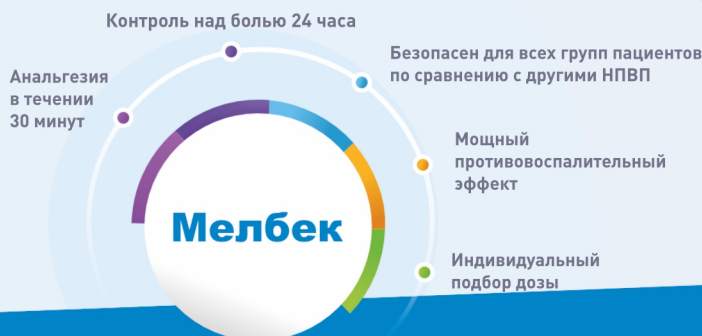 Контроль над болью 24 часа
Анальгезия
в течении
30 минут
Безопасен для всех групп пациентов
по сравнению с другими НПВП
Мощный
противовоспалительный
эффект
Мелбек
Индивидуальный
подбор дозы